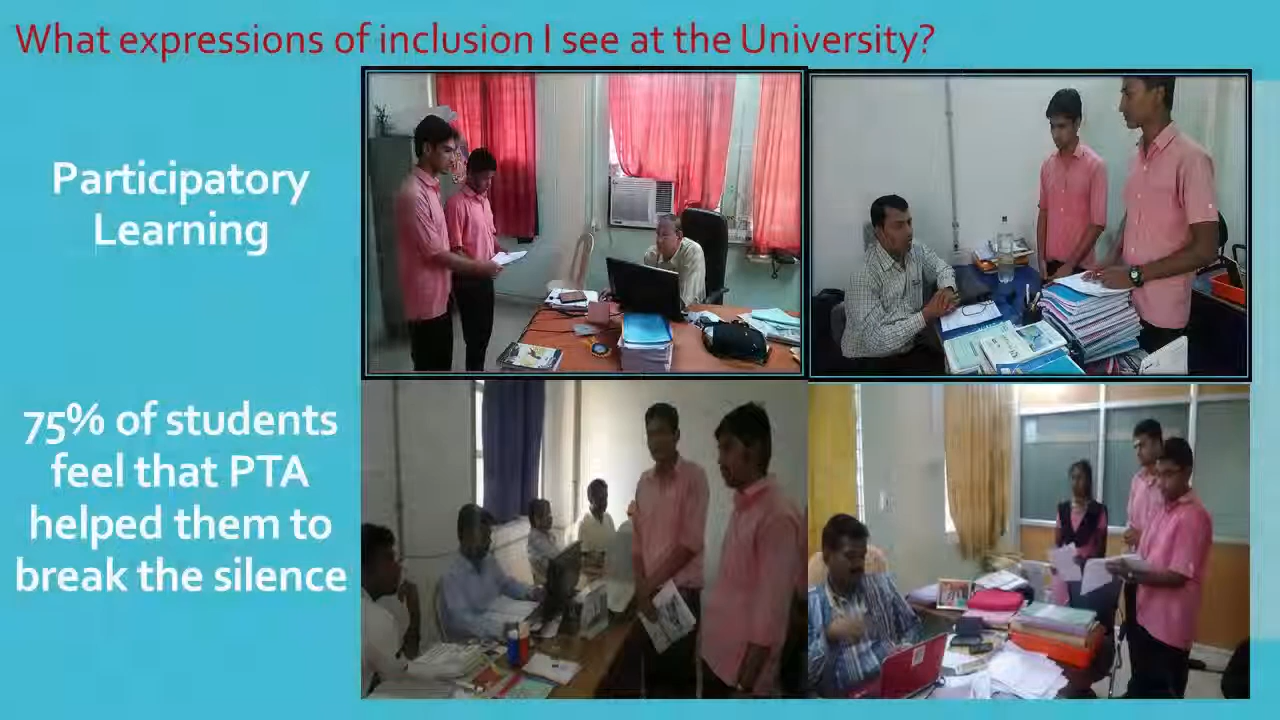 What expressions of inclusion I see at the University?
Participatory
Learning
75% of students
feel that PTA
helped them to
break the silence